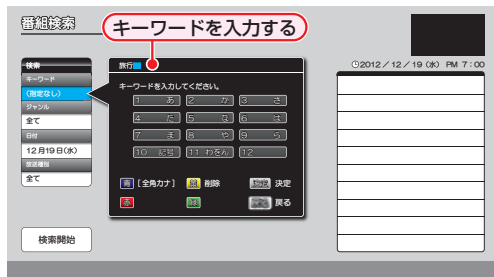 番組検索
キーワードを入力する
2012／12／19(水) PM 7：00
検索
キーワード
(指定なし)
ジャンル
全て
日付
12月19日(水)
放送種別
全て
検索開始
旅行
キーワードを入力してください。
1 あ 2 か 3 さ
4 た 5 な 6 は
7 ま 8 や 9 ら
10 記号 11 わをん 12
青 [全角カナ] 黄 削除 決定
赤 緑 戻る